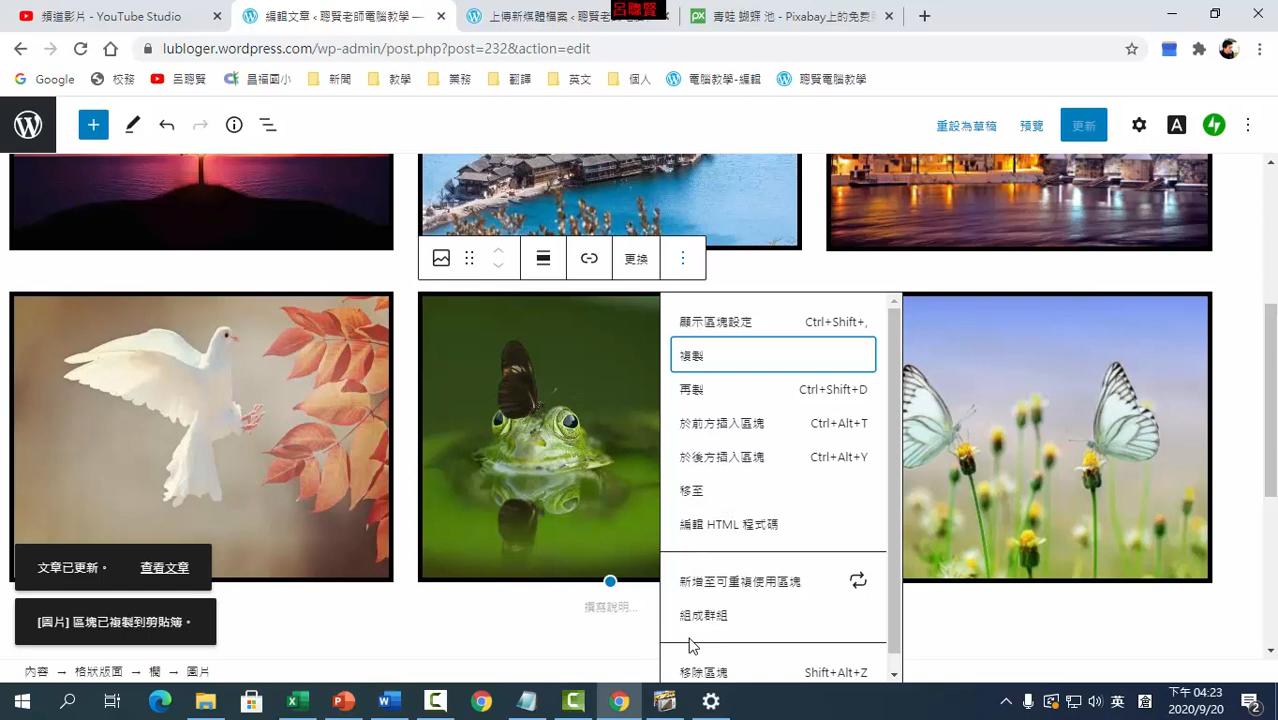 頻道影片 - YouTube Studio
編輯文章 ‹ 聰賢老師電腦教學 —
上傳新媒體檔案 ‹ 聰賢老師電腦
呂聰賢
青蛙 蝴蝶 池 - Pixabay上的免費
lubloger.wordpress.com/wp-admin/post.php?post=232&action=edit
Google
校務
呂聰賢
昌福國小
新聞
教學
業務
翻譯
英文
個人
電腦教學-編輯
聰賢電腦教學
重設為草稿
預覽
更新
更換
顯示區塊設定 Ctrl+Shift+,
複製
再製 Ctrl+Shift+D
於前方插入區塊 Ctrl+Alt+T
於後方插入區塊 Ctrl+Alt+Y
移至
編輯 HTML 程式碼
新增至可重複使用區塊
組成群組
移除區塊 Shift+Alt+Z
文章已更新。 查看文章
撰寫說明...
[圖片] 區塊已複製到剪貼簿。
內容 → 格狀版面 → 欄 → 圖片
英
倉
下午 04:23
2020/9/20
2